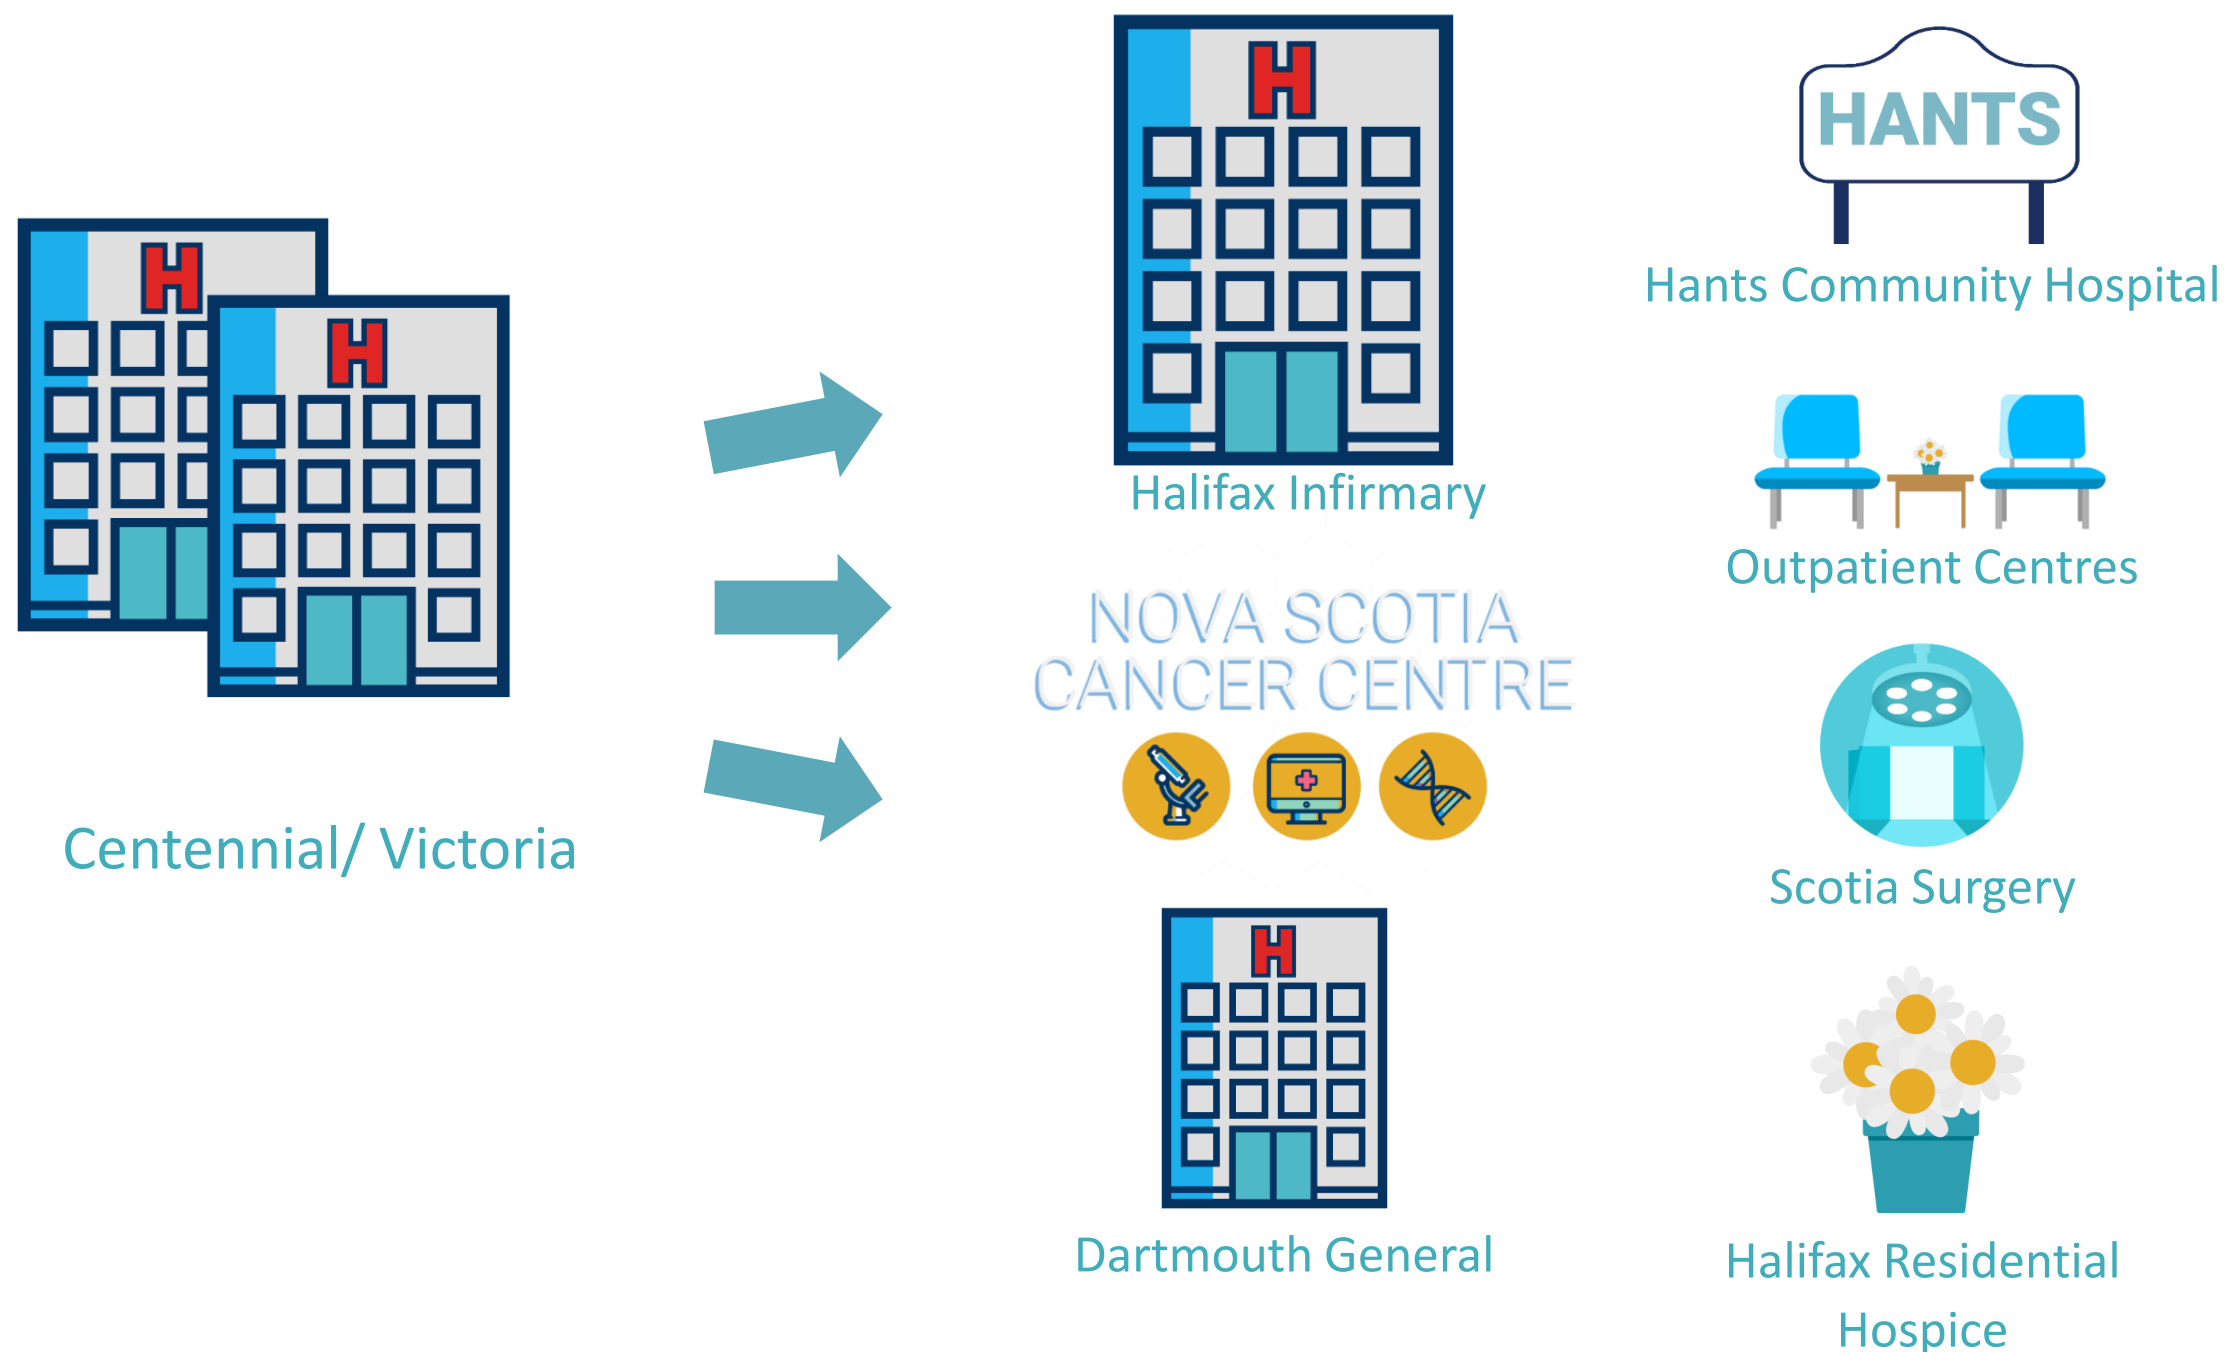 H
H
Centennial/ Victoria
H
Halifax Infirmary
NOVA SCOTIA
CANCER CENTRE
H
Dartmouth General
HANTS
Hants Community Hospital
Outpatient Centres
Scotia Surgery
Halifax Residential
Hospice